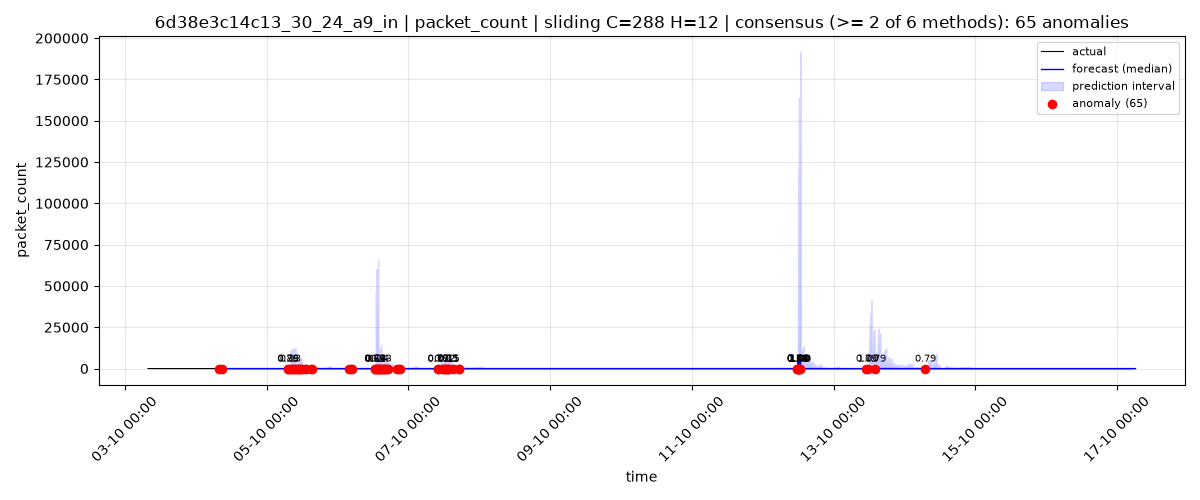 6d38e3c14c13_30_24_a9_in | packet_count | sliding C=288 H=12 | consensus (>= 2 of 6 methods): 65 anomalies
200000
175000
150000
125000
100000
75000
50000
25000
0
packet_count
actual
forecast (median)
prediction interval
anomaly (65)
0.79
03-10 00:00
05-10 00:00
07-10 00:00
09-10 00:00
11-10 00:00
13-10 00:00
15-10 00:00
17-10 00:00
time